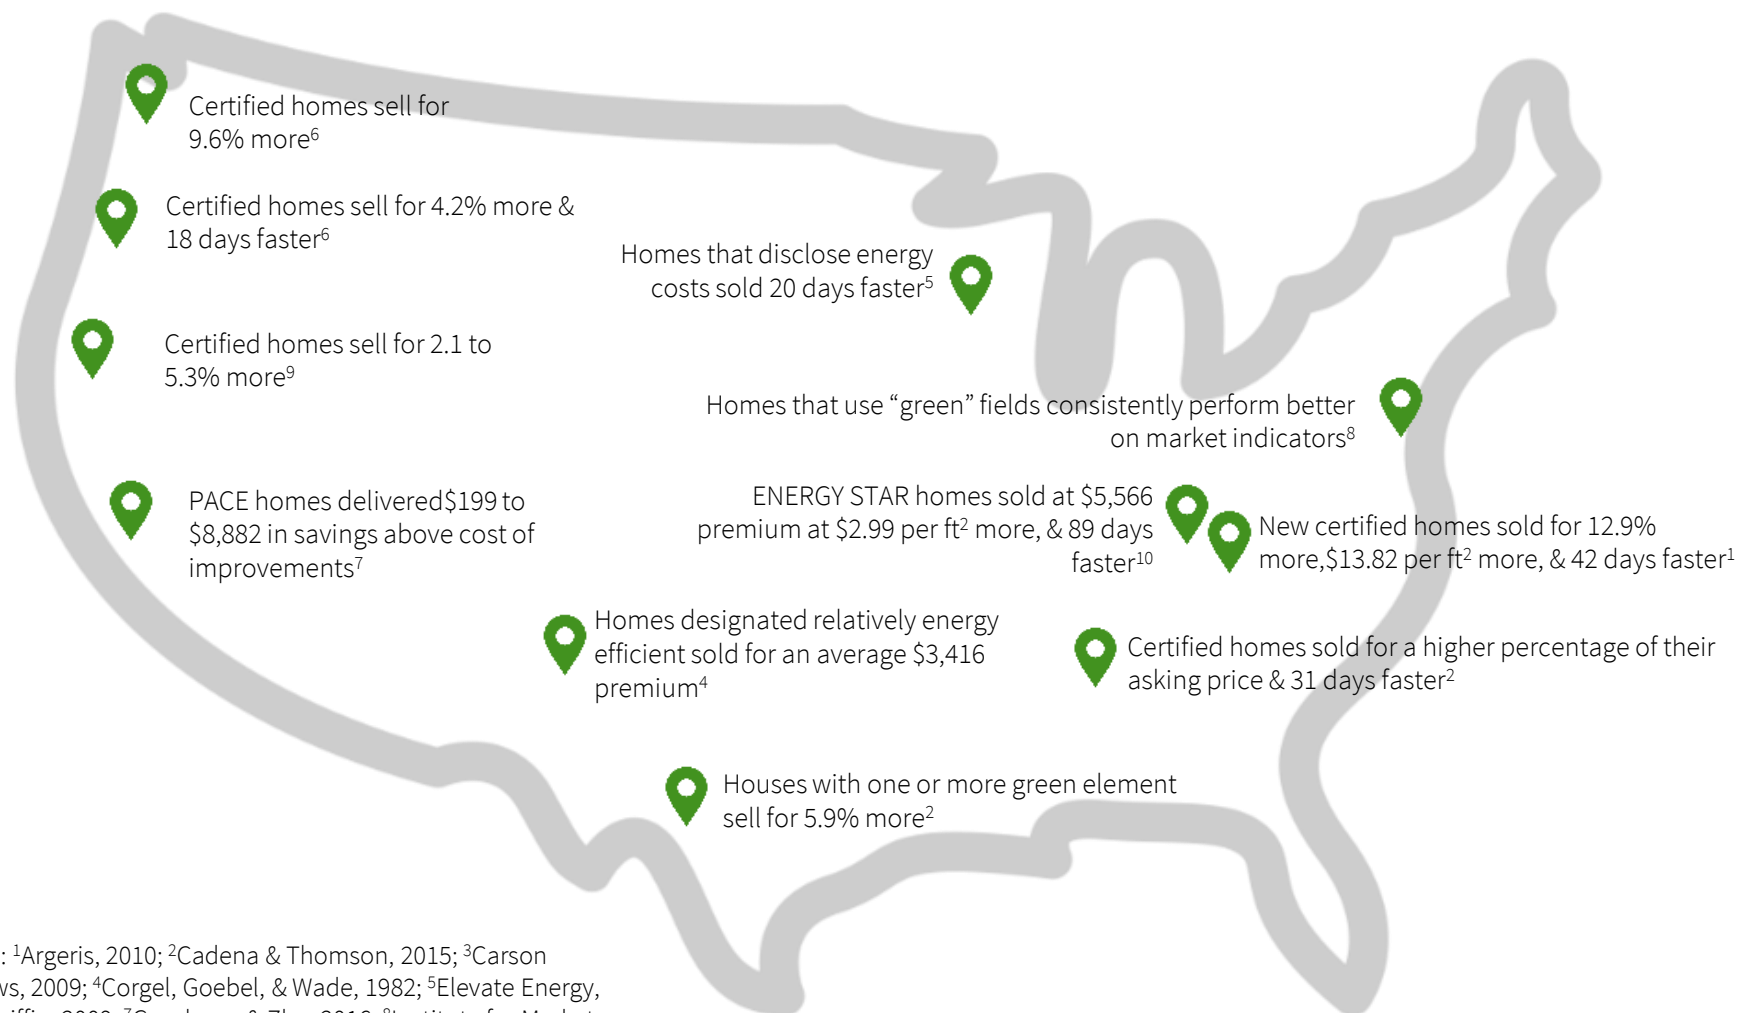 Certified homes sell for
9.6% more⁶
Certified homes sell for 4.2% more &
18 days faster⁶
Homes that disclose energy
costs sold 20 days faster⁵
Certified homes sell for 2.1 to
5.3% more⁹
Homes that use “green” fields consistently perform better
on market indicators⁸
PACE homes delivered$199 to
$8,882 in savings above cost of
improvements⁷
ENERGY STAR homes sold at $5,566
premium at $2.99 per ft² more, & 89 days
faster¹⁰
New certified homes sold for 12.9%
more,$13.82 per ft² more, & 42 days faster¹
Homes designated relatively energy
efficient sold for an average $3,416
premium⁴
Certified homes sold for a higher percentage of their
asking price & 31 days faster²
Houses with one or more green element
sell for 5.9% more²
: ¹Argeris, 2010; ²Cadena & Thomson, 2015; ³Carson
2009; ⁴Corgel, Goebel, & Wade, 1982; ⁵Elevate Energy,